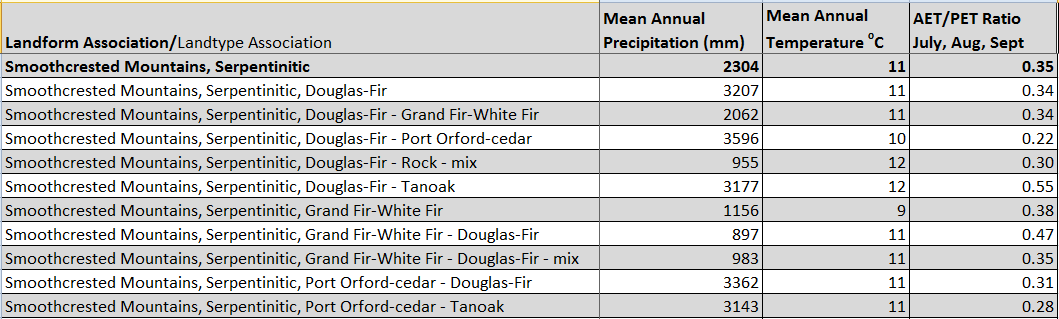 Landform Association/Landtype Association Mean Annual Precipitation (mm) Mean Annual Temperature ⁰C AET/PET Ratio July, Aug, Sept
Smoothcrested Mountains, Serpentinitic 2304 11 0.35
Smoothcrested Mountains, Serpentinitic, Douglas-Fir 3207 11 0.34
Smoothcrested Mountains, Serpentinitic, Douglas-Fir - Grand Fir-White Fir 2062 11 0.34
Smoothcrested Mountains, Serpentinitic, Douglas-Fir - Port Orford-cedar 3596 10 0.22
Smoothcrested Mountains, Serpentinitic, Douglas-Fir - Rock - mix 955 12 0.30
Smoothcrested Mountains, Serpentinitic, Douglas-Fir - Tanoak 3177 12 0.55
Smoothcrested Mountains, Serpentinitic, Grand Fir-White Fir 1156 9 0.38
Smoothcrested Mountains, Serpentinitic, Grand Fir-White Fir - Douglas-Fir 897 11 0.47
Smoothcrested Mountains, Serpentinitic, Grand Fir-White Fir - Douglas-Fir - mix 983 11 0.35
Smoothcrested Mountains, Serpentinitic, Port Orford-cedar - Douglas-Fir 3362 11 0.31
Smoothcrested Mountains, Serpentinitic, Port Orford-cedar - Tanoak 3143 11 0.28